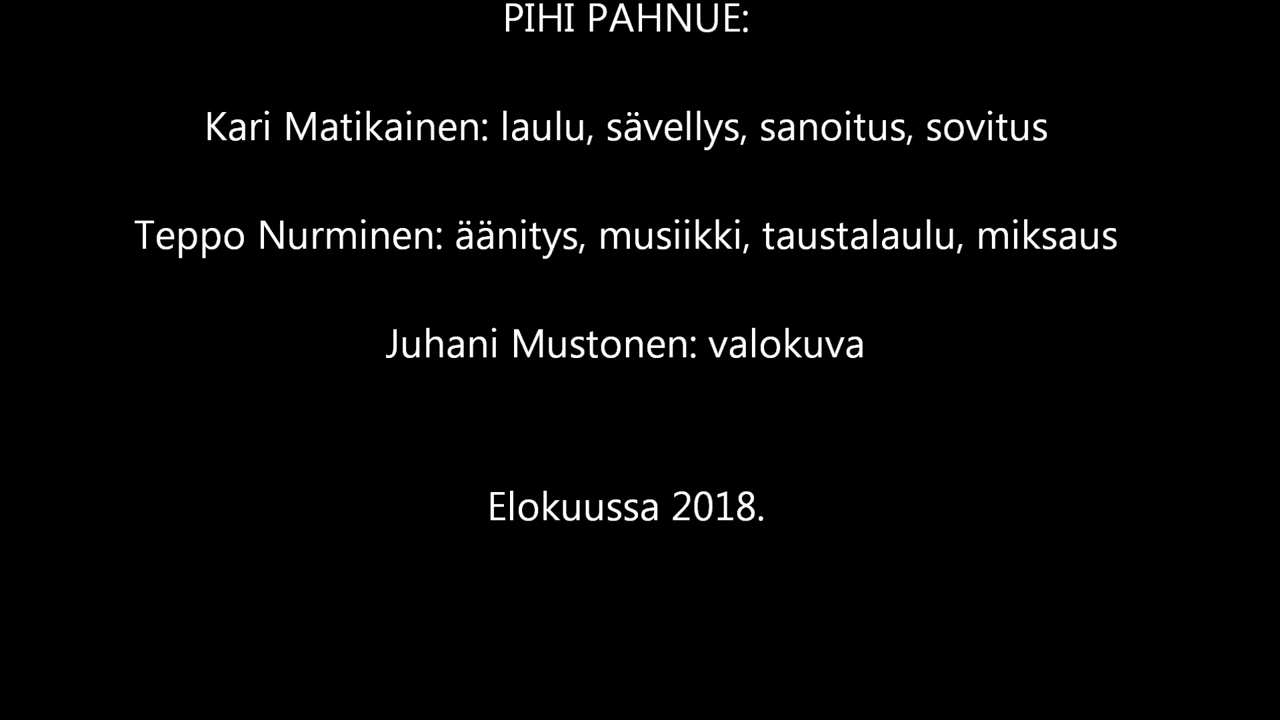 PIHI PAHNUE:
Kari Matikainen: laulu, sävellys, sanoitus, sovitus
Teppo Nurminen: äänitys, musiikki, taustalaulu, miksaus
Juhani Mustonen: valokuva
Elokuussa 2018.